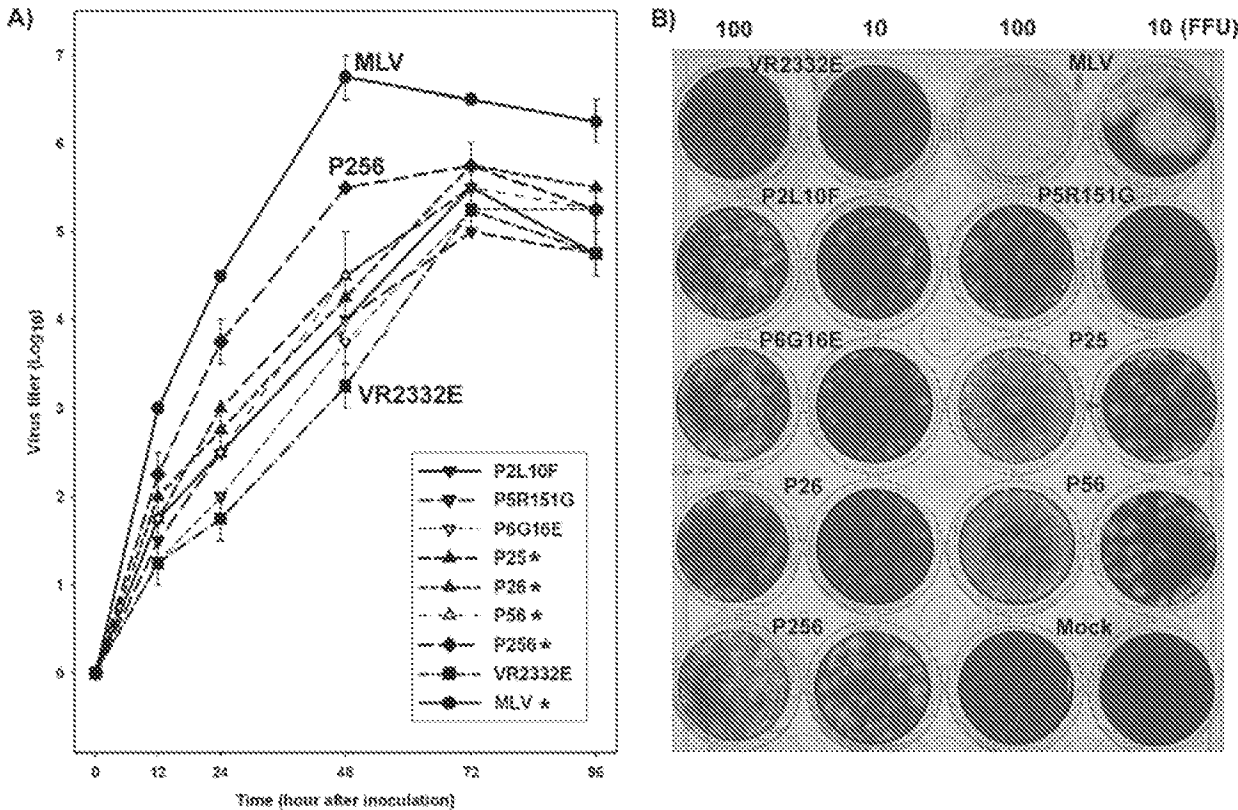 A)
7
6
5
4
3
2
1
0
Virus titer (Log10)
MLV
P256
VR2332E
P2L10F
P5R151G
P6G16E
P25*
P26*
P56*
P256*
VR2332E
MLV*
0 12 24 48 72 96
Time (hour after inoculation)
B)
100 10 100 10 (FFU)
VR2332E MLV
P2L10F P5R151G
P6G16E P25
P26 P56
P256 Mock